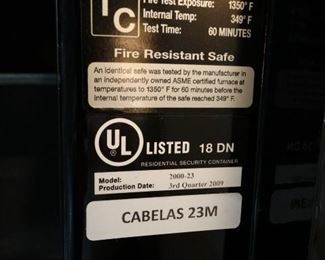 TC
Fire Test Exposure: 1350° F
Internal Temp: 349° F
Test Time: 60 MINUTES
Fire Resistant Safe
An identical safe was tested by the manufacturer in
an independently owned ASME certified furnace at
temperatures to 1350° F for 60 minutes before the
internal temperature of the safe reached 349° F.
UL LISTED 18 DN
RESIDENTIAL SECURITY CONTAINER
Model: 2000-23
Production Date: 3rd Quarter 2009
CABELAS 23M